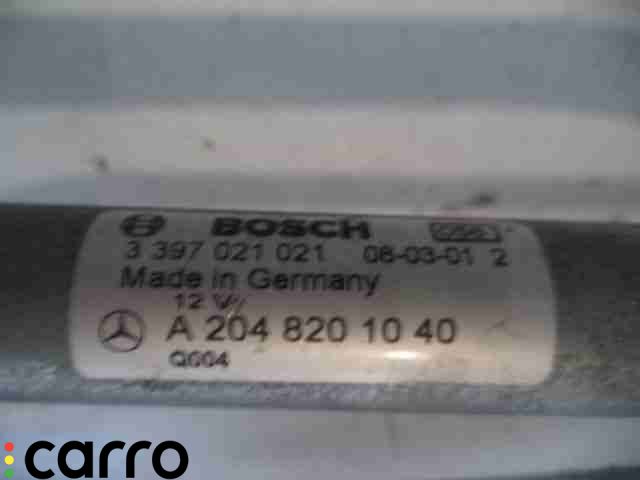 BOSCH
3 397 021 021 08-03-01 2
Made in Germany
12 V
A 204 820 10 40
Q004
carro